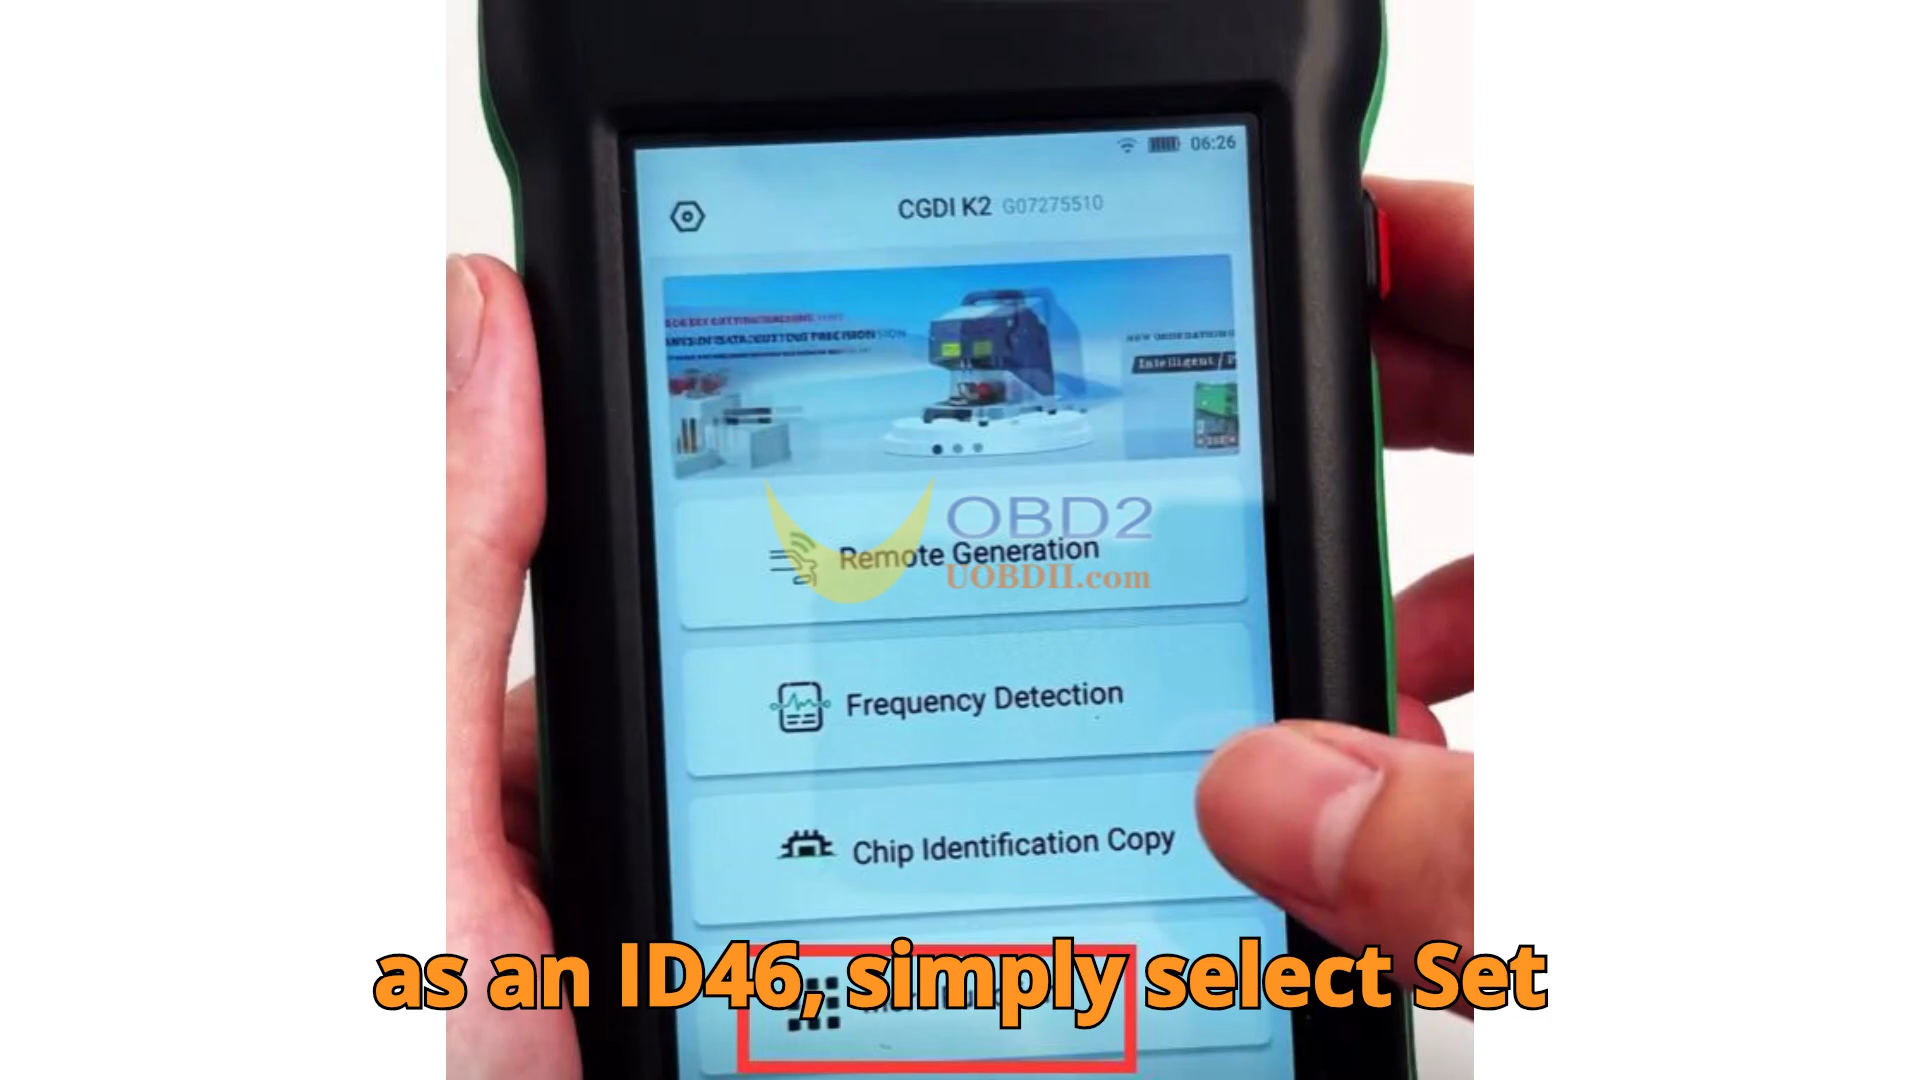 06:26
CGDI K2 G07275510
Intelligent /
OBD2
Remote Generation
UOBDII.com
Frequency Detection
Chip Identification Copy
as an ID46, simply select Set